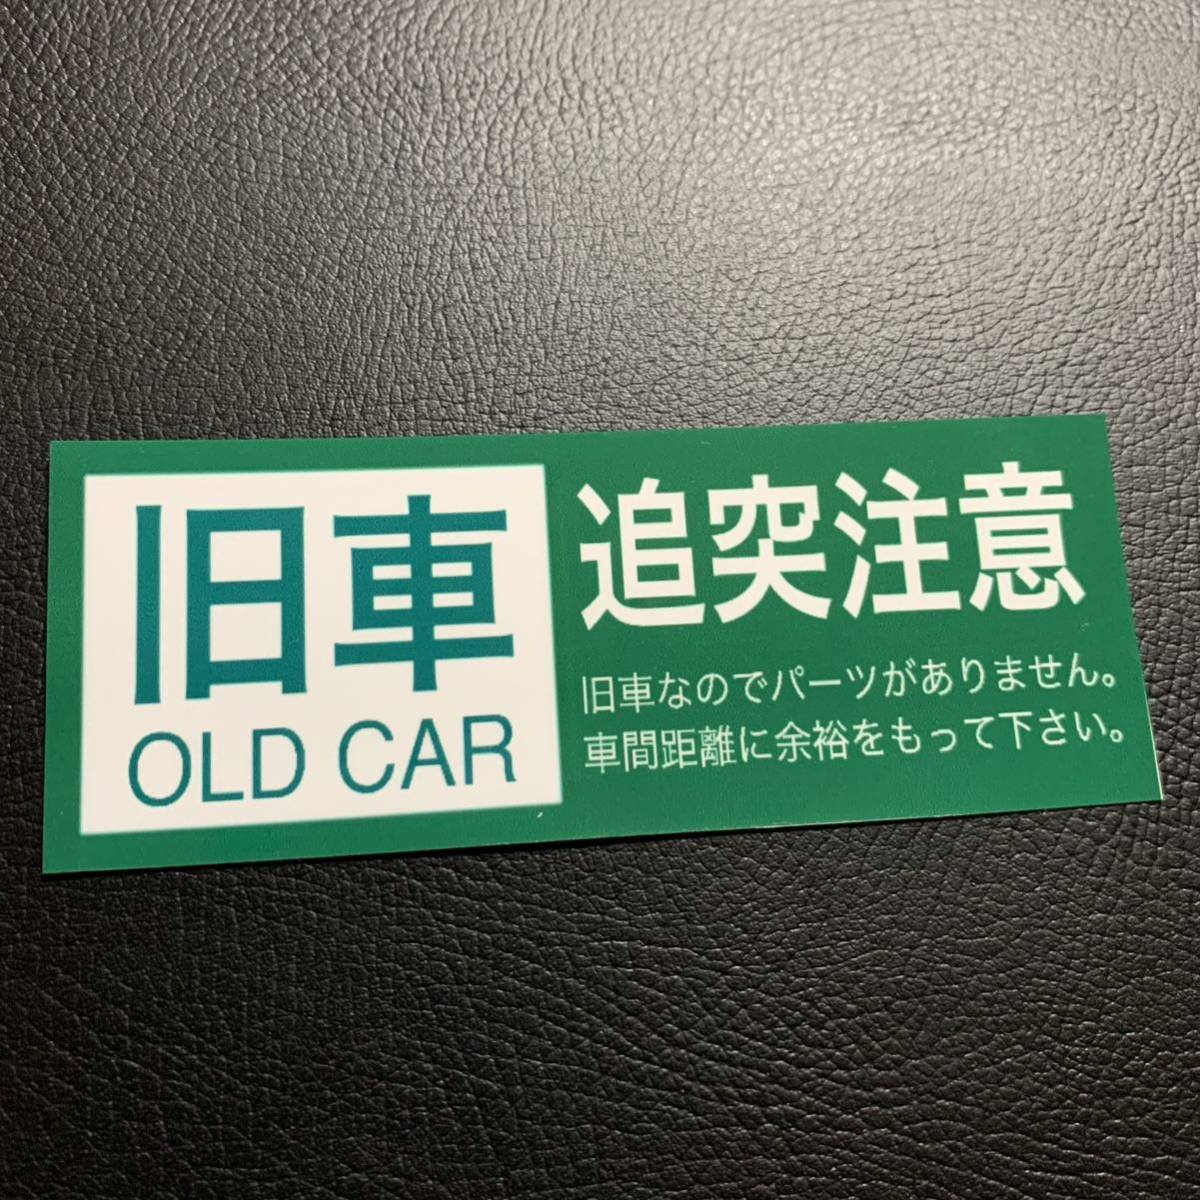 旧車
OLD CAR
追突注意
旧車なのでパーツがありません。
車間距離に余裕をもって下さい。